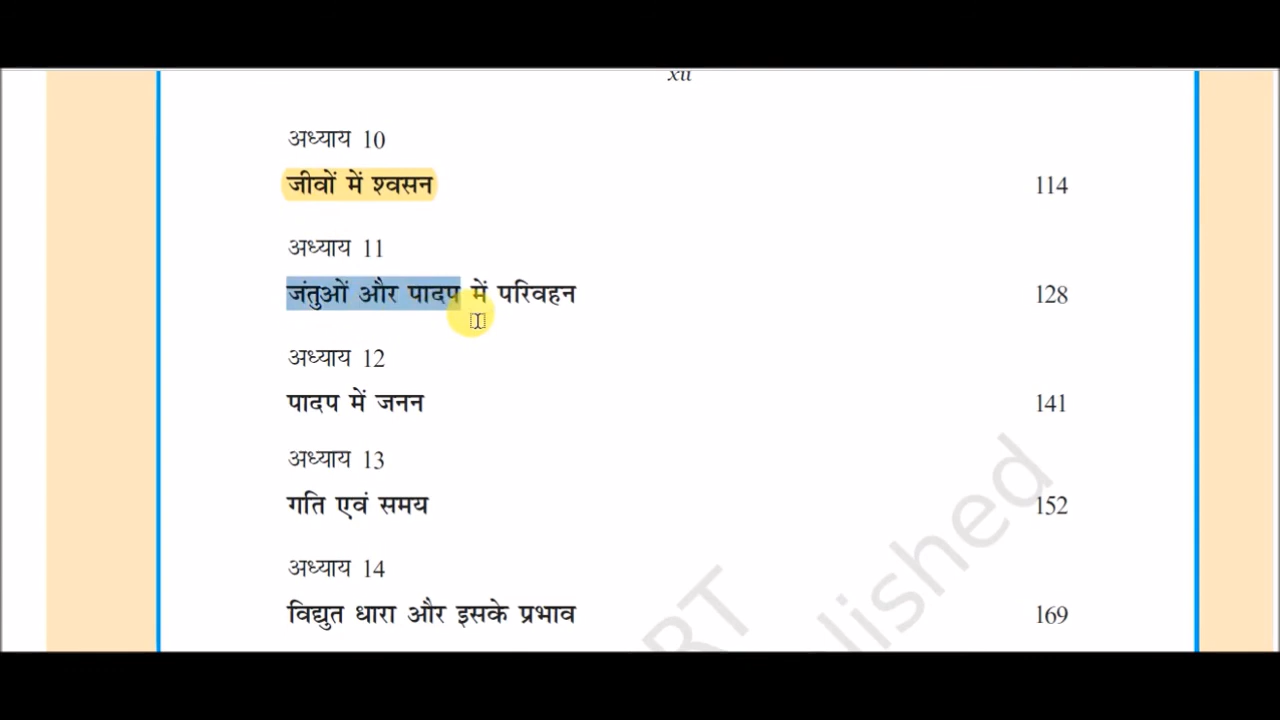 xii
अध्याय 10
जीवों में श्वसन 114
अध्याय 11
जंतुओं और पादप में परिवहन 128
अध्याय 12
पादप में जनन 141
अध्याय 13
गति एवं समय 152
अध्याय 14
विद्युत धारा और इसके प्रभाव 169